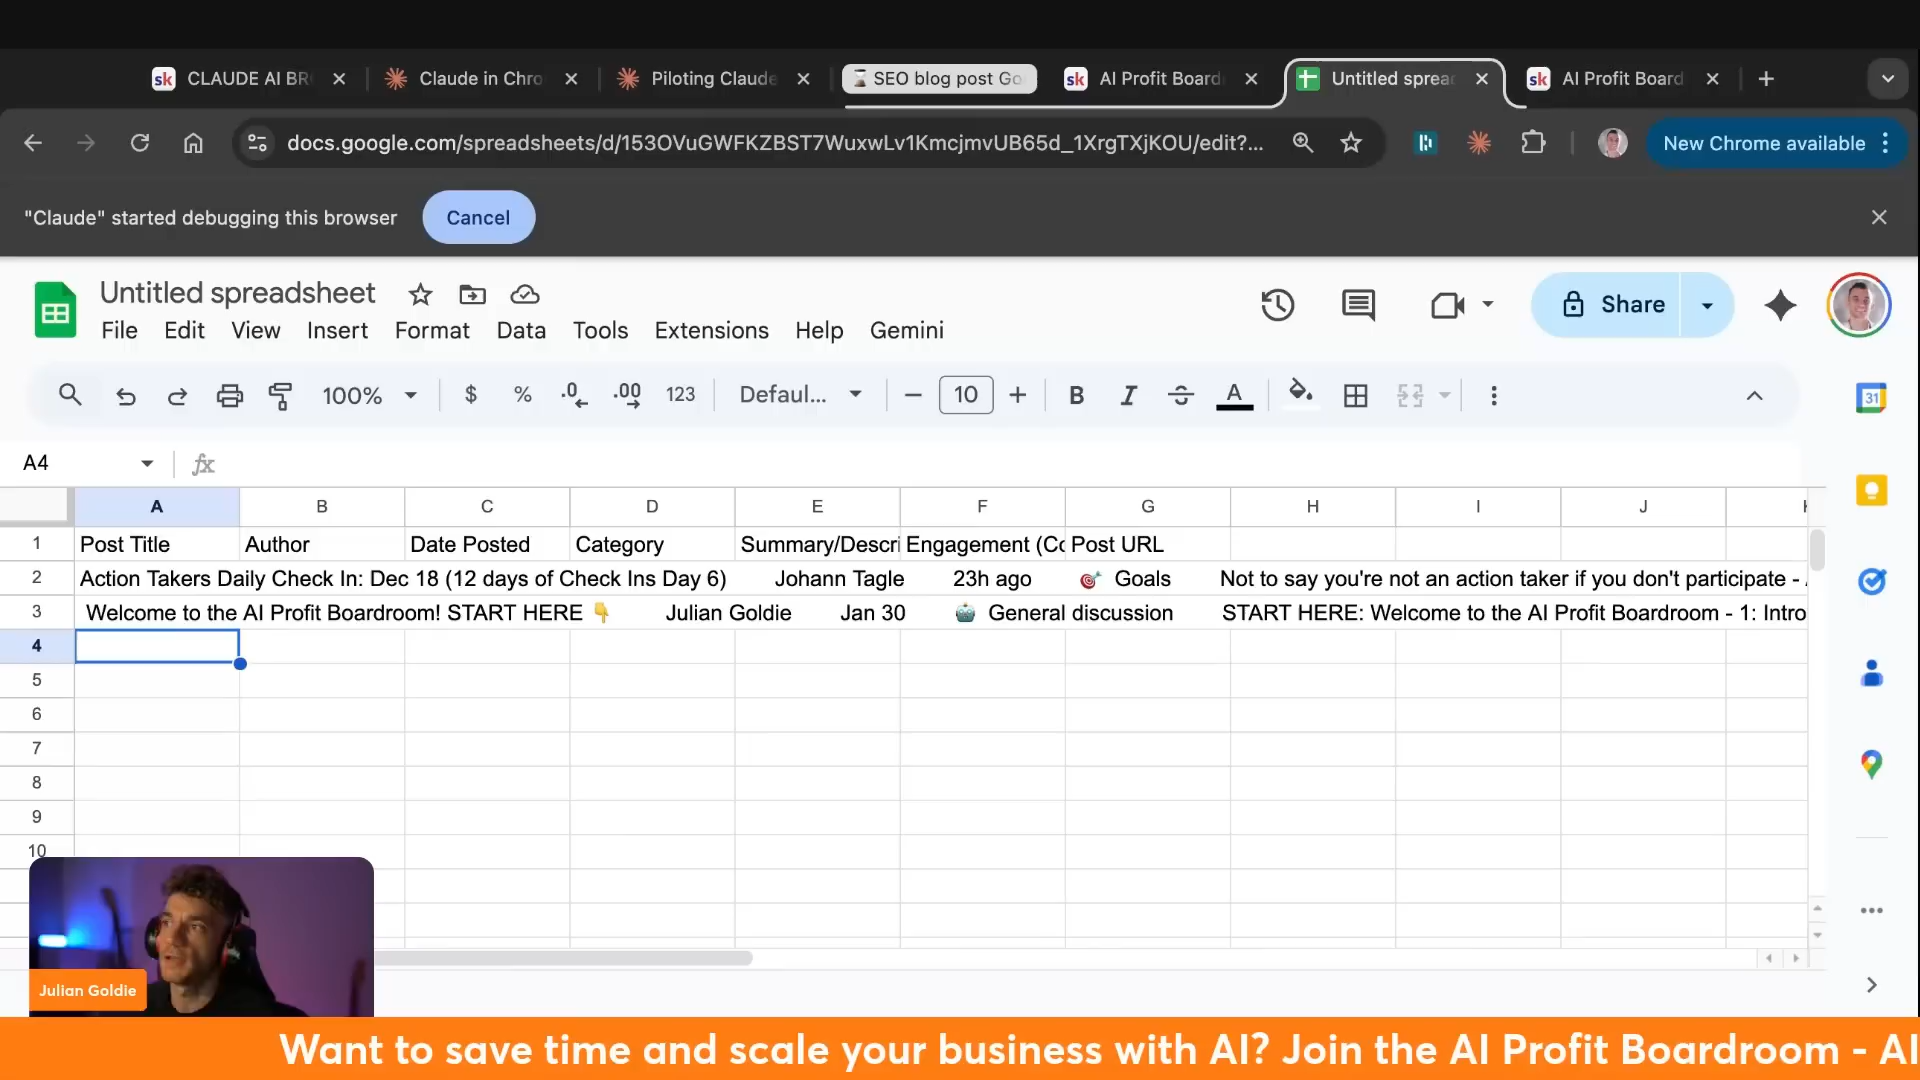 CLAUDE AI BR
Claude in Chro
Piloting Claude
SEO blog post Go
AI Profit Board
Untitled sprea
AI Profit Board
docs.google.com/spreadsheets/d/153OVuGWFKZBST7WuxwLv1KmcjmvUB65d_1XrgTXjKOU/edit?...
New Chrome available
"Claude" started debugging this browser
Cancel
Untitled spreadsheet
File Edit View Insert Format Data Tools Extensions Help Gemini
Share
100% $ % .0 .00 123 Defaul... 10 B I S A
31
A4 fx
A B C D E F G H I J
1 Post Title Author Date Posted Category Summary/Descri Engagement (Co Post URL
2 Action Takers Daily Check In: Dec 18 (12 days of Check Ins Day 6) Johann Tagle 23h ago 🎯 Goals Not to say you're not an action taker if you don't participate -
3 Welcome to the AI Profit Boardroom! START HERE 👇 Julian Goldie Jan 30 🤖 General discussion START HERE: Welcome to the AI Profit Boardroom - 1: Intro
4
5
6
7
8
9
10
Julian Goldie
Want to save time and scale your business with AI? Join the AI Profit Boardroom - AI